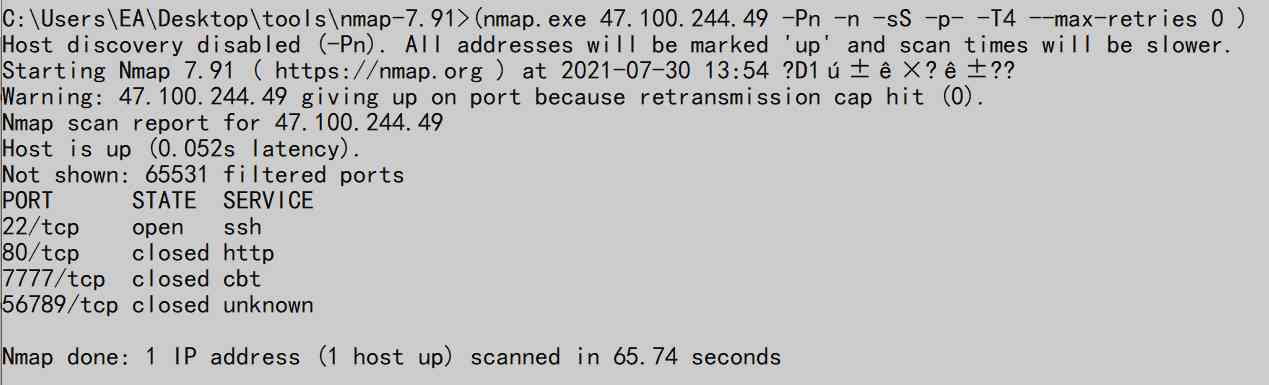 C:\Users\EA\Desktop\tools\nmap-7.91>(nmap.exe 47.100.244.49 -Pn -n -sS -p- -T4 --max-retries 0 )
Host discovery disabled (-Pn). All addresses will be marked 'up' and scan times will be slower.
Starting Nmap 7.91 ( https://nmap.org ) at 2021-07-30 13:54 ?D1ú±ê×?ê±??
Warning: 47.100.244.49 giving up on port because retransmission cap hit (0).
Nmap scan report for 47.100.244.49
Host is up (0.052s latency).
Not shown: 65531 filtered ports
PORT      STATE  SERVICE
22/tcp    open   ssh
80/tcp    closed http
7777/tcp  closed cbt
56789/tcp closed unknown
Nmap done: 1 IP address (1 host up) scanned in 65.74 seconds